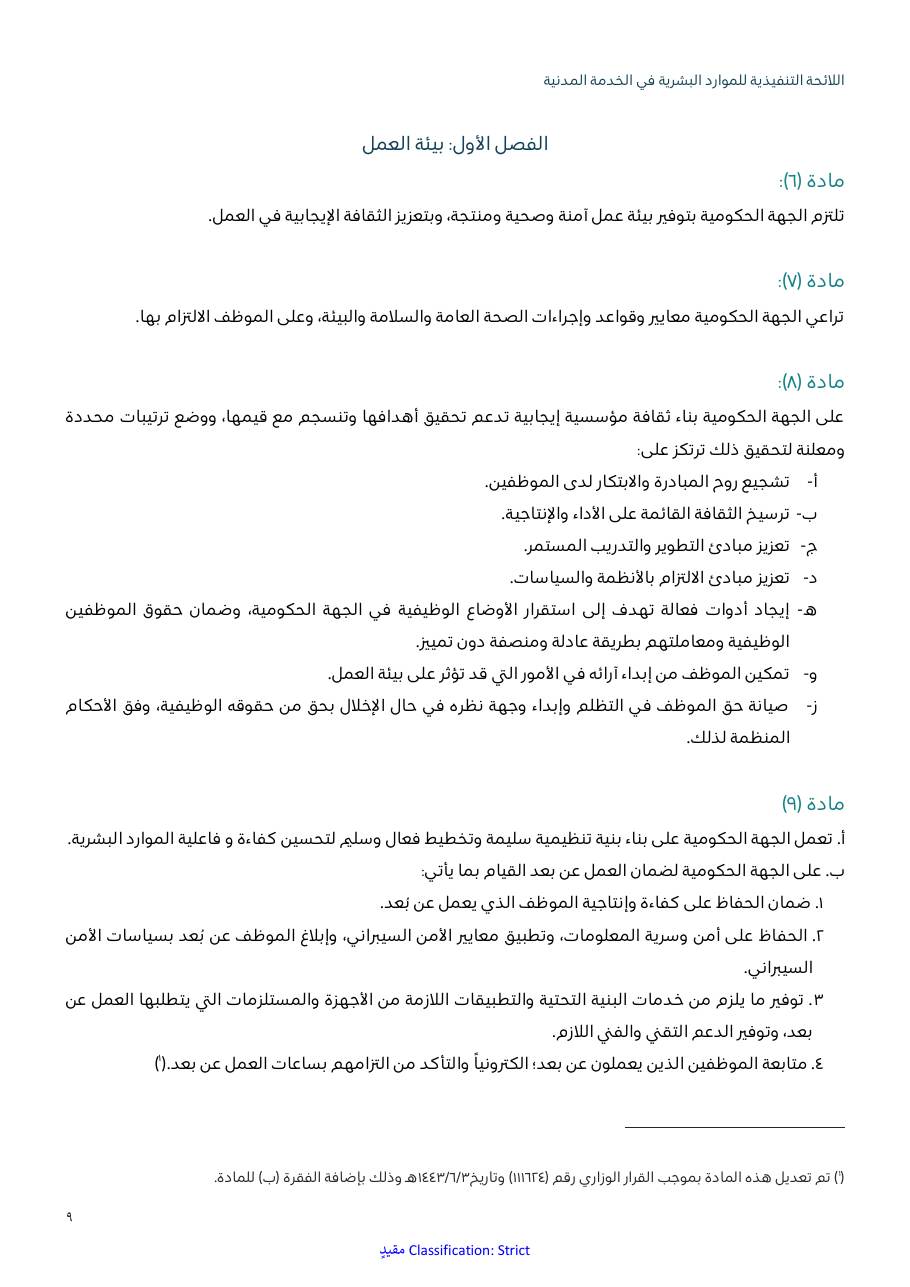 اللائحة التنفيذية للموارد البشرية في الخدمة المدنية
الفصل الأول: بيئة العمل
مادة (٦):
تلتزم الجهة الحكومية بتوفير بيئة عمل آمنة وصحية ومنتجة، وبتعزيز الثقافة الإيجابية في العمل.
مادة (٧):
تراعي الجهة الحكومية معايير وقواعد وإجراءات الصحة العامة والسلامة والبيئة، وعلى الموظف الالتزام بها.
مادة (٨):
على الجهة الحكومية بناء ثقافة مؤسسية إيجابية تدعم تحقيق أهدافها وتنسجم مع قيمها، ووضع ترتيبات محددة
ومعلنة لتحقيق ذلك ترتكز على:
أ- تشجيع روح المبادرة والابتكار لدى الموظفين.
ب- ترسيخ الثقافة القائمة على الأداء والإنتاجية.
ج- تعزيز مبادئ التطوير والتدريب المستمر.
د- تعزيز مبادئ الالتزام بالأنظمة والسياسات.
هـ- إيجاد أدوات فعالة تهدف إلى استقرار الأوضاع الوظيفية في الجهة الحكومية، وضمان حقوق الموظفين
الوظيفية ومعاملتهم بطريقة عادلة ومنصفة دون تمييز.
و- تمكين الموظف من إبداء آرائه في الأمور التي قد تؤثر على بيئة العمل.
ز- صيانة حق الموظف في التظلم وإبداء وجهة نظره في حال الإخلال بحق من حقوقه الوظيفية، وفق الأحكام
المنظمة لذلك.
مادة (٩)
أ. تعمل الجهة الحكومية على بناء بنية تنظيمية سليمة وتخطيط فعال وسليم لتحسين كفاءة و فاعلية الموارد البشرية.
ب. على الجهة الحكومية لضمان العمل عن بعد القيام بما يأتي:
١. ضمان الحفاظ على كفاءة وإنتاجية الموظف الذي يعمل عن بُعد.
٢. الحفاظ على أمن وسرية المعلومات، وتطبيق معايير الأمن السيبراني، وإبلاغ الموظف عن بُعد بسياسات الأمن
السيبراني.
٣. توفير ما يلزم من خدمات البنية التحتية والتطبيقات اللازمة من الأجهزة والمستلزمات التي يتطلبها العمل عن
بعد، وتوفير الدعم التقني والفني اللازم.
٤. متابعة الموظفين الذين يعملون عن بعد؛ الكترونياً والتأكد من التزامهم بساعات العمل عن بعد.(١)
(١) تم تعديل هذه المادة بموجب القرار الوزاري رقم (١١١٦٢٤) وتاريخ١٤٤٣/٦/٣هـ وذلك بإضافة الفقرة (ب) للمادة.
٩
Classification: Strict مقيدٍ